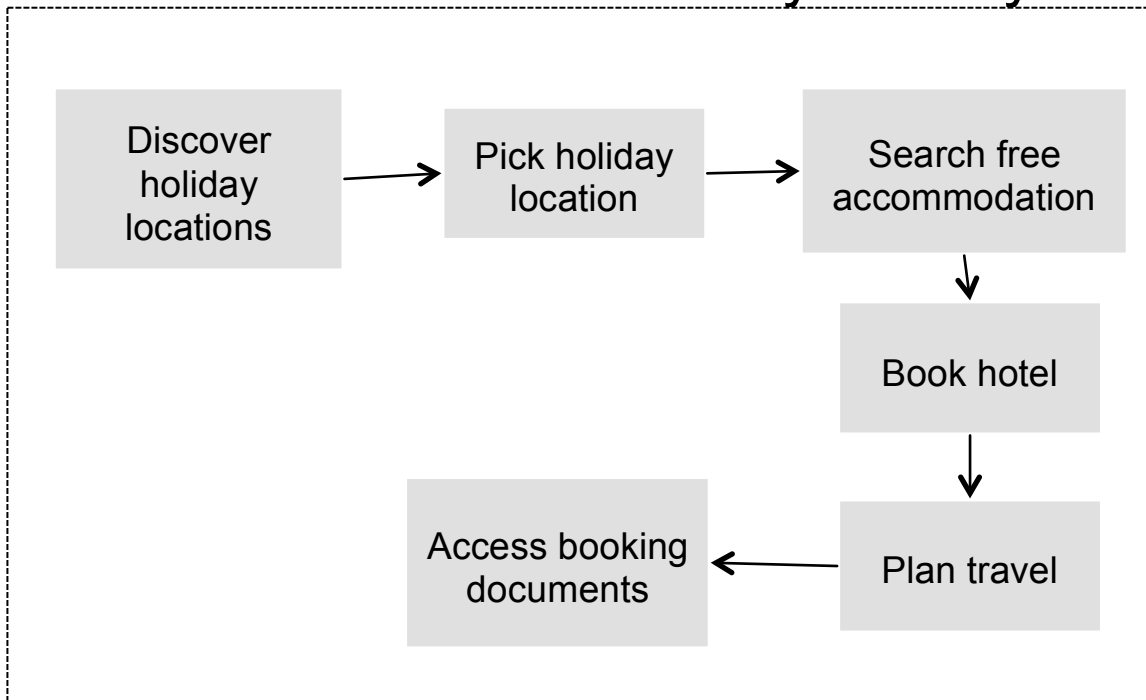 Discover
holiday
locations
Pick holiday
location
Search free
accommodation
Book hotel
Plan travel
Access booking
documents